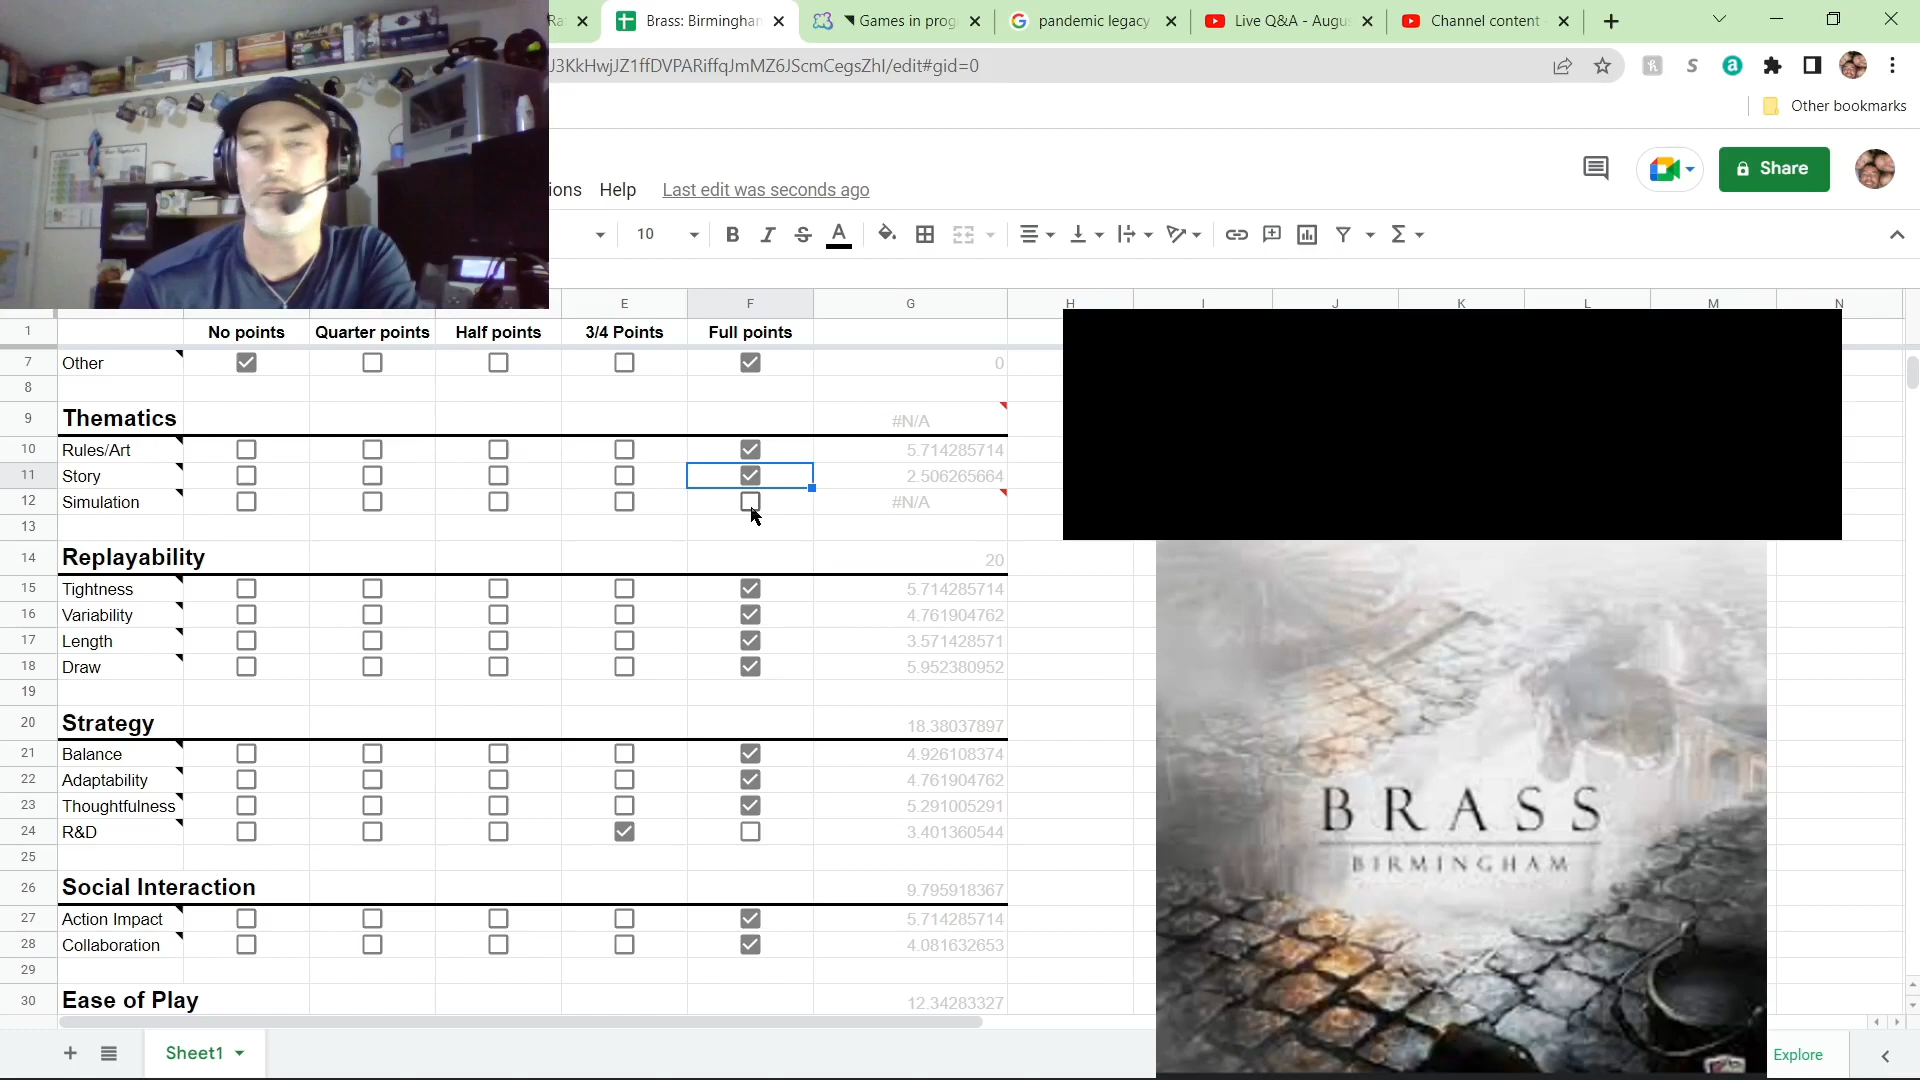 Ra
Brass: Birminghan
Games in prog
pandemic legacy
Live Q&A - Augu
Channel content
J3KkHwjJZ1ffDVPARiffqJmMZ6JScmCegsZhI/edit#gid=0
Other bookmarks
ions Help Last edit was seconds ago
Share
10
E F G H I J K L M N
1 No points Quarter points Half points 3/4 Points Full points
7 Other 0
8
9 Thematics #N/A
10 Rules/Art 5.714285714
11 Story 2.506265664
12 Simulation #N/A
13
14 Replayability 20
15 Tightness 5.714285714
16 Variability 4.761904762
17 Length 3.571428571
18 Draw 5.952380952
19
20 Strategy 18.38037897
21 Balance 4.926108374
22 Adaptability 4.761904762
23 Thoughtfulness 5.291005291
24 R&D 3.401360544
25
26 Social Interaction 9.795918367
27 Action Impact 5.714285714
28 Collaboration 4.081632653
29
30 Ease of Play 12.34283327
BRASS
BIRMINGHAM
Sheet1
Explore